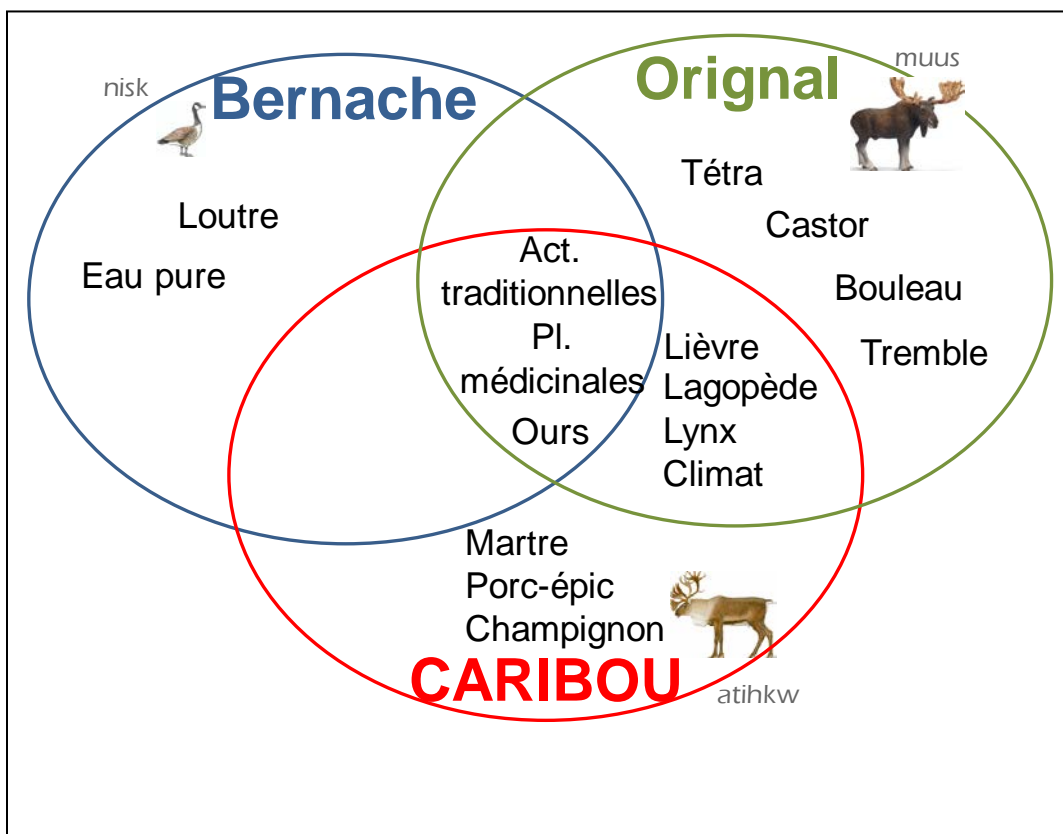 nisk
Bernache
Loutre
Eau pure
muus
Orignal
Tétra
Castor
Bouleau
Tremble
Act.
traditionnelles
Pl.
médicinales
Ours
Lièvre
Lagopède
Lynx
Climat
Martre
Porc-épic
Champignon
CARIBOU
atihkw